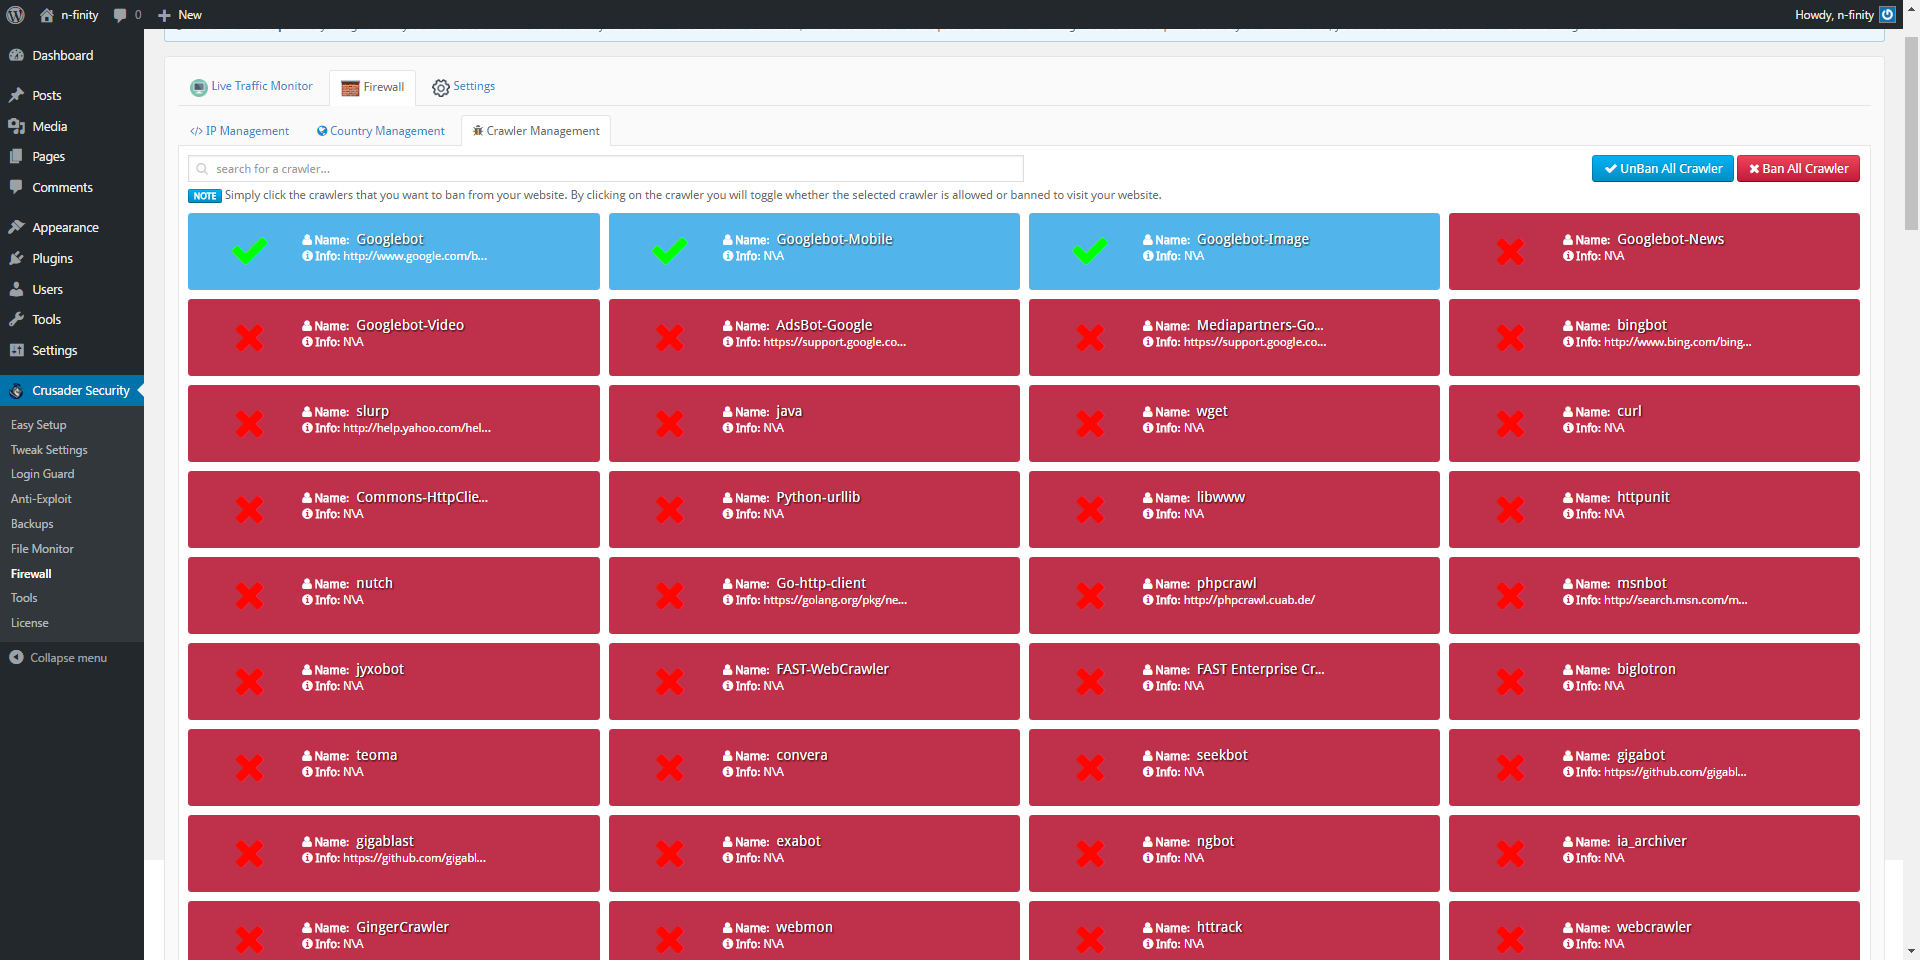 n-finity 0 New Howdy, n-finity
Dashboard
Posts
Media
Pages
Comments
Appearance
Plugins
Users
Tools
Settings
Crusader Security
Easy Setup
Tweak Settings
Login Guard
Anti-Exploit
Backups
File Monitor
Firewall
Tools
License
Collapse menu
Live Traffic Monitor Firewall Settings
</> IP Management Country Management Crawler Management
search for a crawler... UnBan All Crawler Ban All Crawler
NOTE Simply click the crawlers that you want to ban from your website. By clicking on the crawler you will toggle whether the selected crawler is allowed or banned to visit your website.
Name: Googlebot
Info: http://www.google.com/b...
Name: Googlebot-Mobile
Info: N\A
Name: Googlebot-Image
Info: N\A
Name: Googlebot-News
Info: N\A
Name: Googlebot-Video
Info: N\A
Name: AdsBot-Google
Info: https://support.google.co...
Name: Mediapartners-Go...
Info: https://support.google.co...
Name: bingbot
Info: http://www.bing.com/bing...
Name: slurp
Info: http://help.yahoo.com/hel...
Name: java
Info: N\A
Name: wget
Info: N\A
Name: curl
Info: N\A
Name: Commons-HttpClie...
Info: N\A
Name: Python-urllib
Info: N\A
Name: libwww
Info: N\A
Name: httpunit
Info: N\A
Name: nutch
Info: N\A
Name: Go-http-client
Info: https://golang.org/pkg/ne...
Name: phpcrawl
Info: http://phpcrawl.cuab.de/
Name: msnbot
Info: http://search.msn.com/m...
Name: jyxobot
Info: N\A
Name: FAST-WebCrawler
Info: N\A
Name: FAST Enterprise Cr...
Info: N\A
Name: biglotron
Info: N\A
Name: teoma
Info: N\A
Name: convera
Info: N\A
Name: seekbot
Info: N\A
Name: gigabot
Info: https://github.com/gigabl...
Name: gigablast
Info: https://github.com/gigabl...
Name: exabot
Info: N\A
Name: ngbot
Info: N\A
Name: ia_archiver
Info: N\A
Name: GingerCrawler
Info: N\A
Name: webmon
Info: N\A
Name: httrack
Info: N\A
Name: webcrawler
Info: N\A